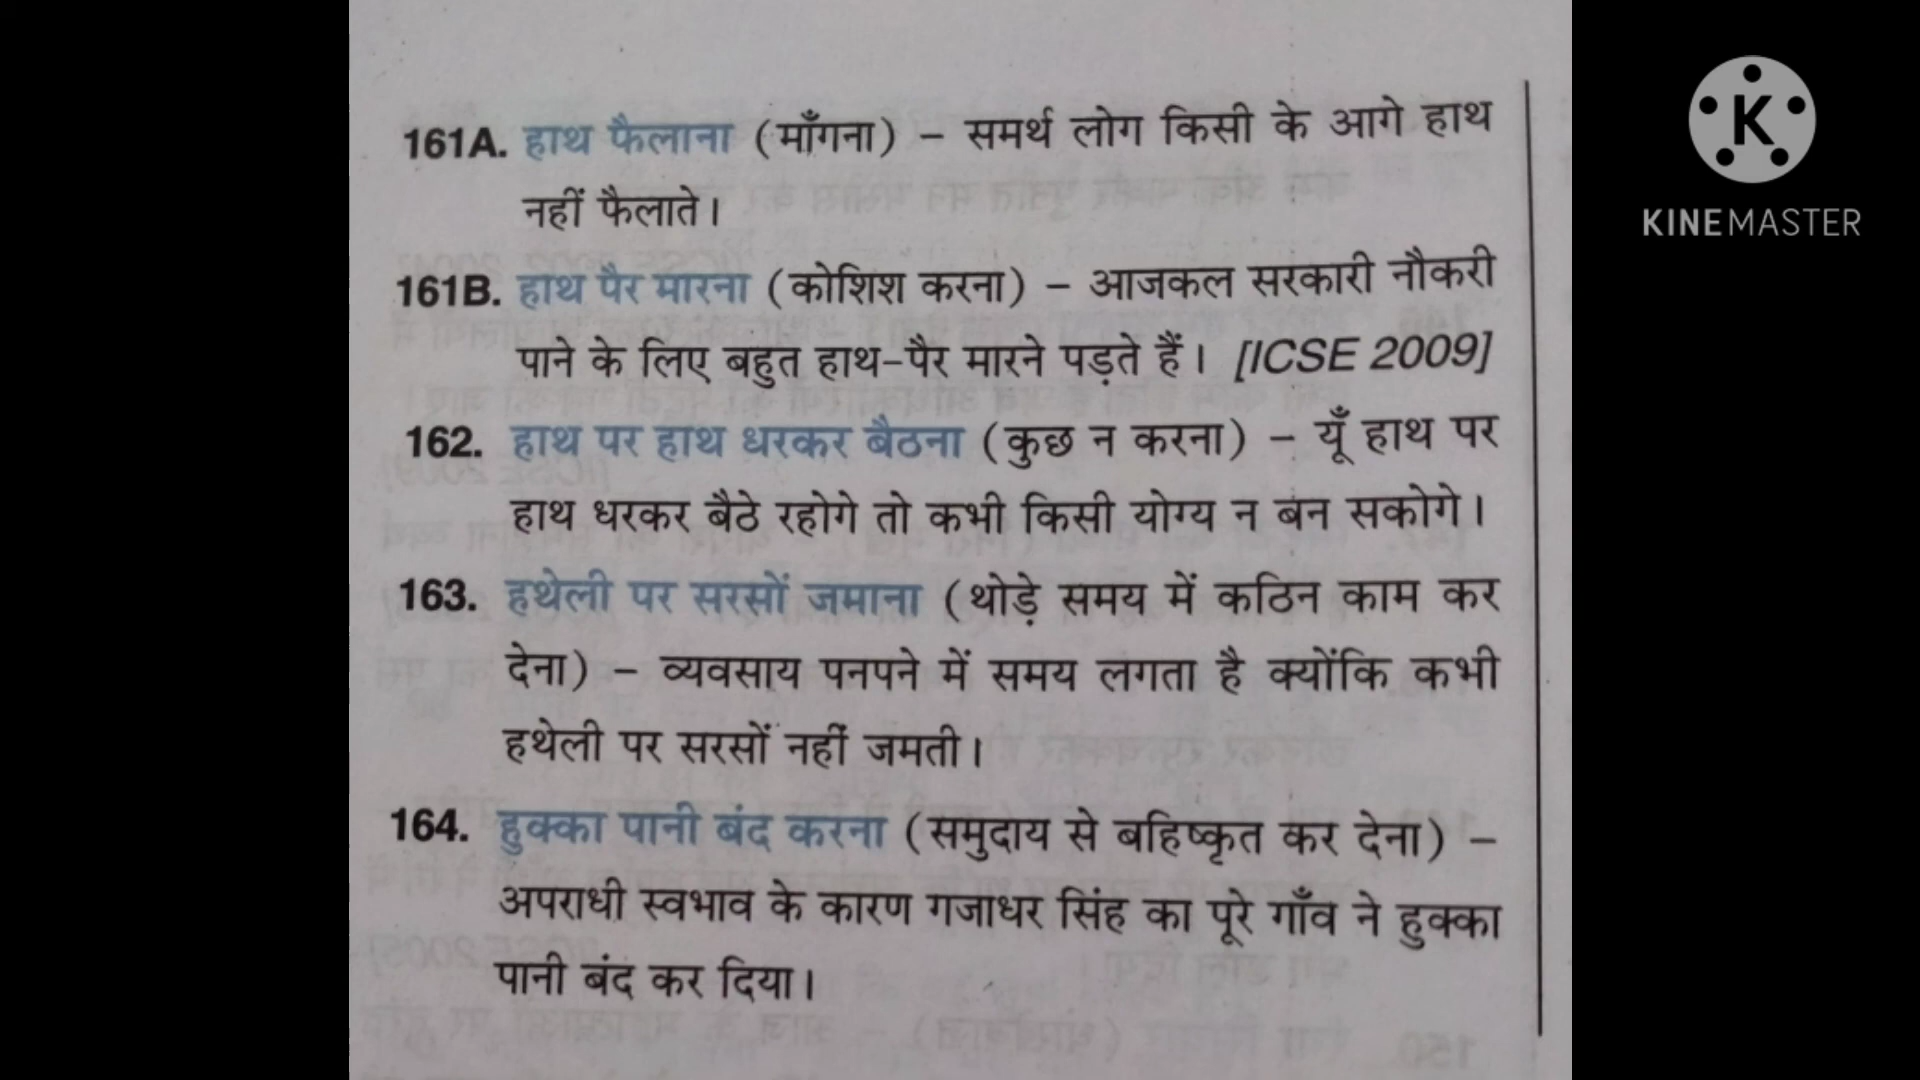 161A. हाथ फैलाना (माँगना) – समर्थ लोग किसी के आगे हाथ
नहीं फैलाते।
161B. हाथ पैर मारना (कोशिश करना) – आजकल सरकारी नौकरी
पाने के लिए बहुत हाथ-पैर मारने पड़ते हैं। [ICSE 2009]
162. हाथ पर हाथ धरकर बैठना (कुछ न करना) – यूँ हाथ पर
हाथ धरकर बैठे रहोगे तो कभी किसी योग्य न बन सकोगे।
163. हथेली पर सरसों जमाना (थोड़े समय में कठिन काम कर
देना) – व्यवसाय पनपने में समय लगता है क्योंकि कभी
हथेली पर सरसों नहीं जमती।
164. हुक्का पानी बंद करना (समुदाय से बहिष्कृत कर देना) –
अपराधी स्वभाव के कारण गजाधर सिंह का पूरे गाँव ने हुक्का
पानी बंद कर दिया।
K
KINEMASTER